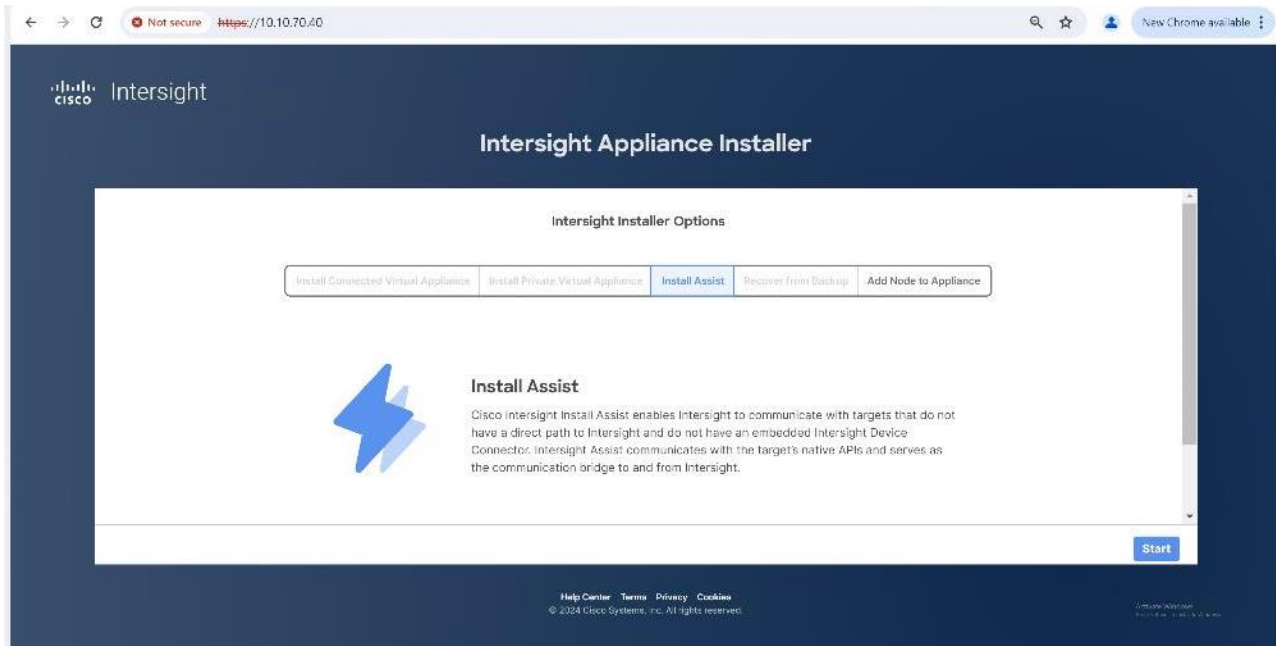 Not secure https://10.10.70.40 New Chrome available
cisco Intersight
Intersight Appliance Installer
Intersight Installer Options
Install Connected Virtual Appliance Install Private Virtual Appliance Install Assist Recover from Backup Add Node to Appliance
Install Assist
Cisco Intersight Install Assist enables Intersight to communicate with targets that do not
have a direct path to Intersight and do not have an embedded Intersight Device
Connector. Intersight Assist communicates with the target's native APIs and serves as
the communication bridge to and from Intersight.
Start
Help Center Terms Privacy Cookies
© 2024 Cisco Systems, Inc. All rights reserved.
Activate Windows